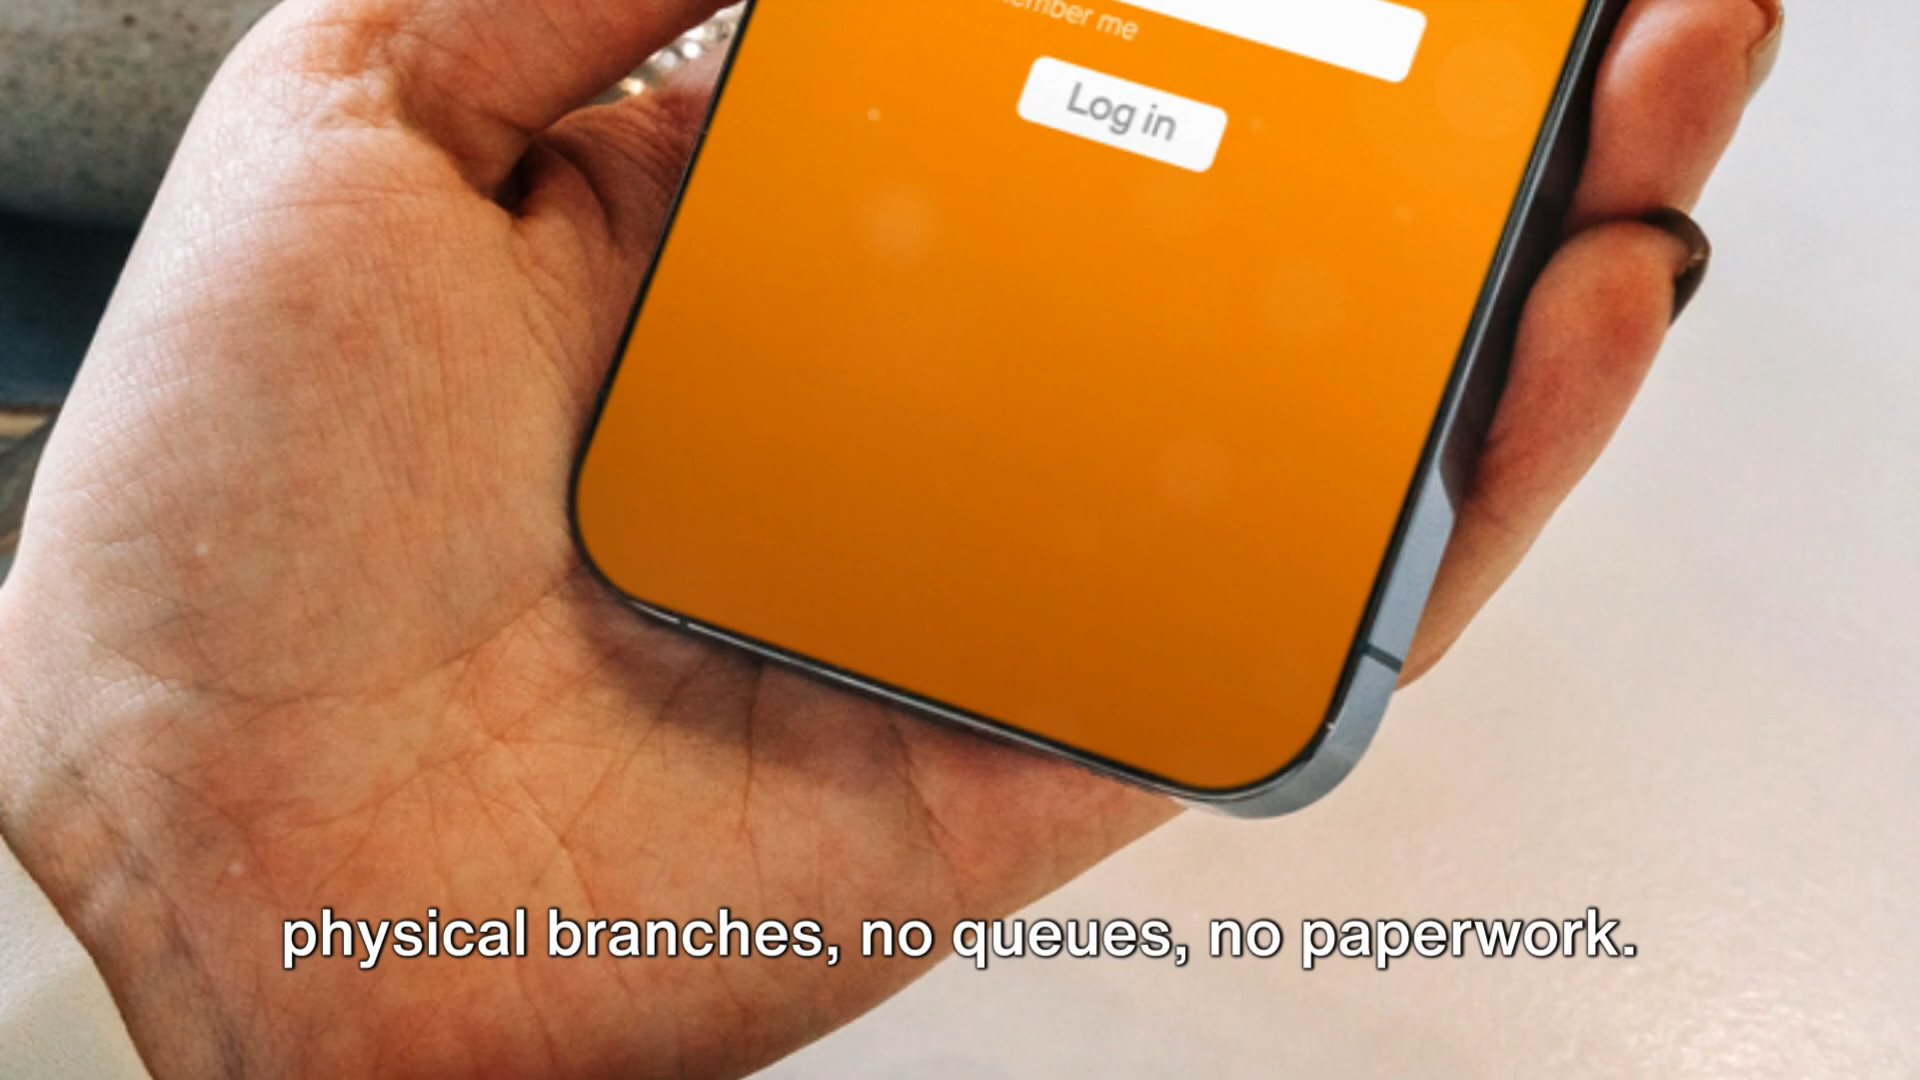 ember me
Log in
physical branches, no queues, no paperwork.